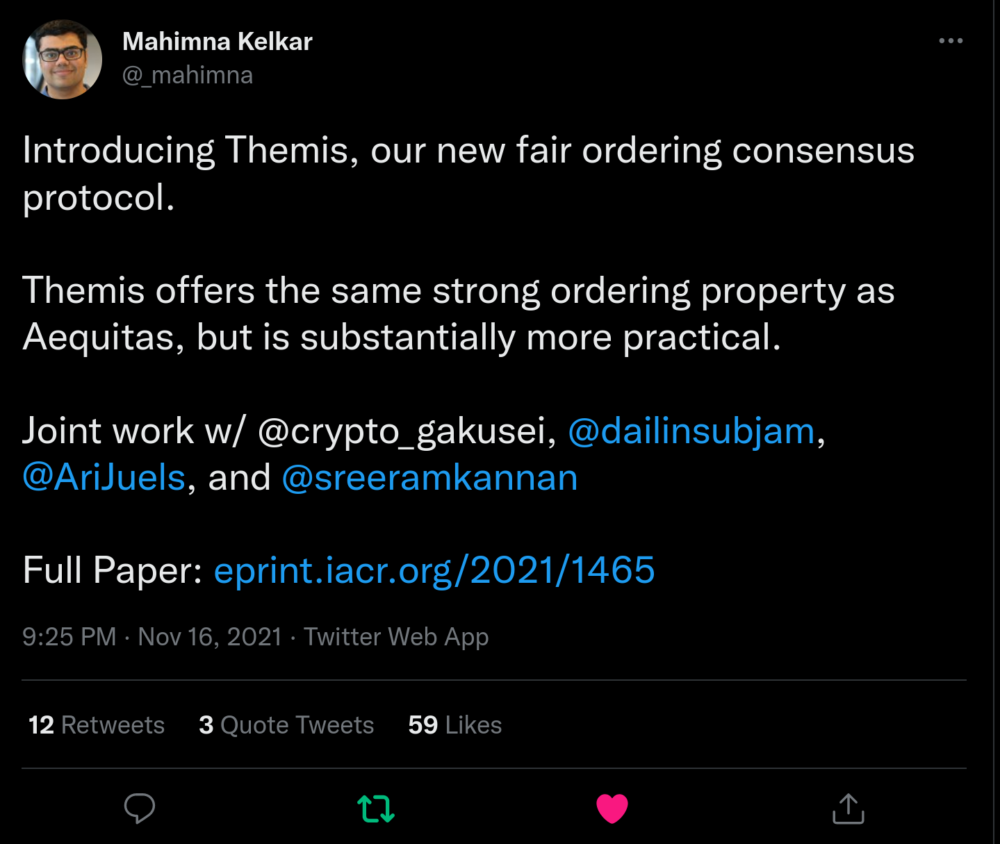 Mahimna Kelkar
@_mahimna
Introducing Themis, our new fair ordering consensus
protocol.
Themis offers the same strong ordering property as
Aequitas, but is substantially more practical.
Joint work w/ @crypto_gakusei, @dailinsubjam,
@AriJuels, and @sreeramkannan
Full Paper: eprint.iacr.org/2021/1465
9:25 PM · Nov 16, 2021 · Twitter Web App
12 Retweets 3 Quote Tweets 59 Likes